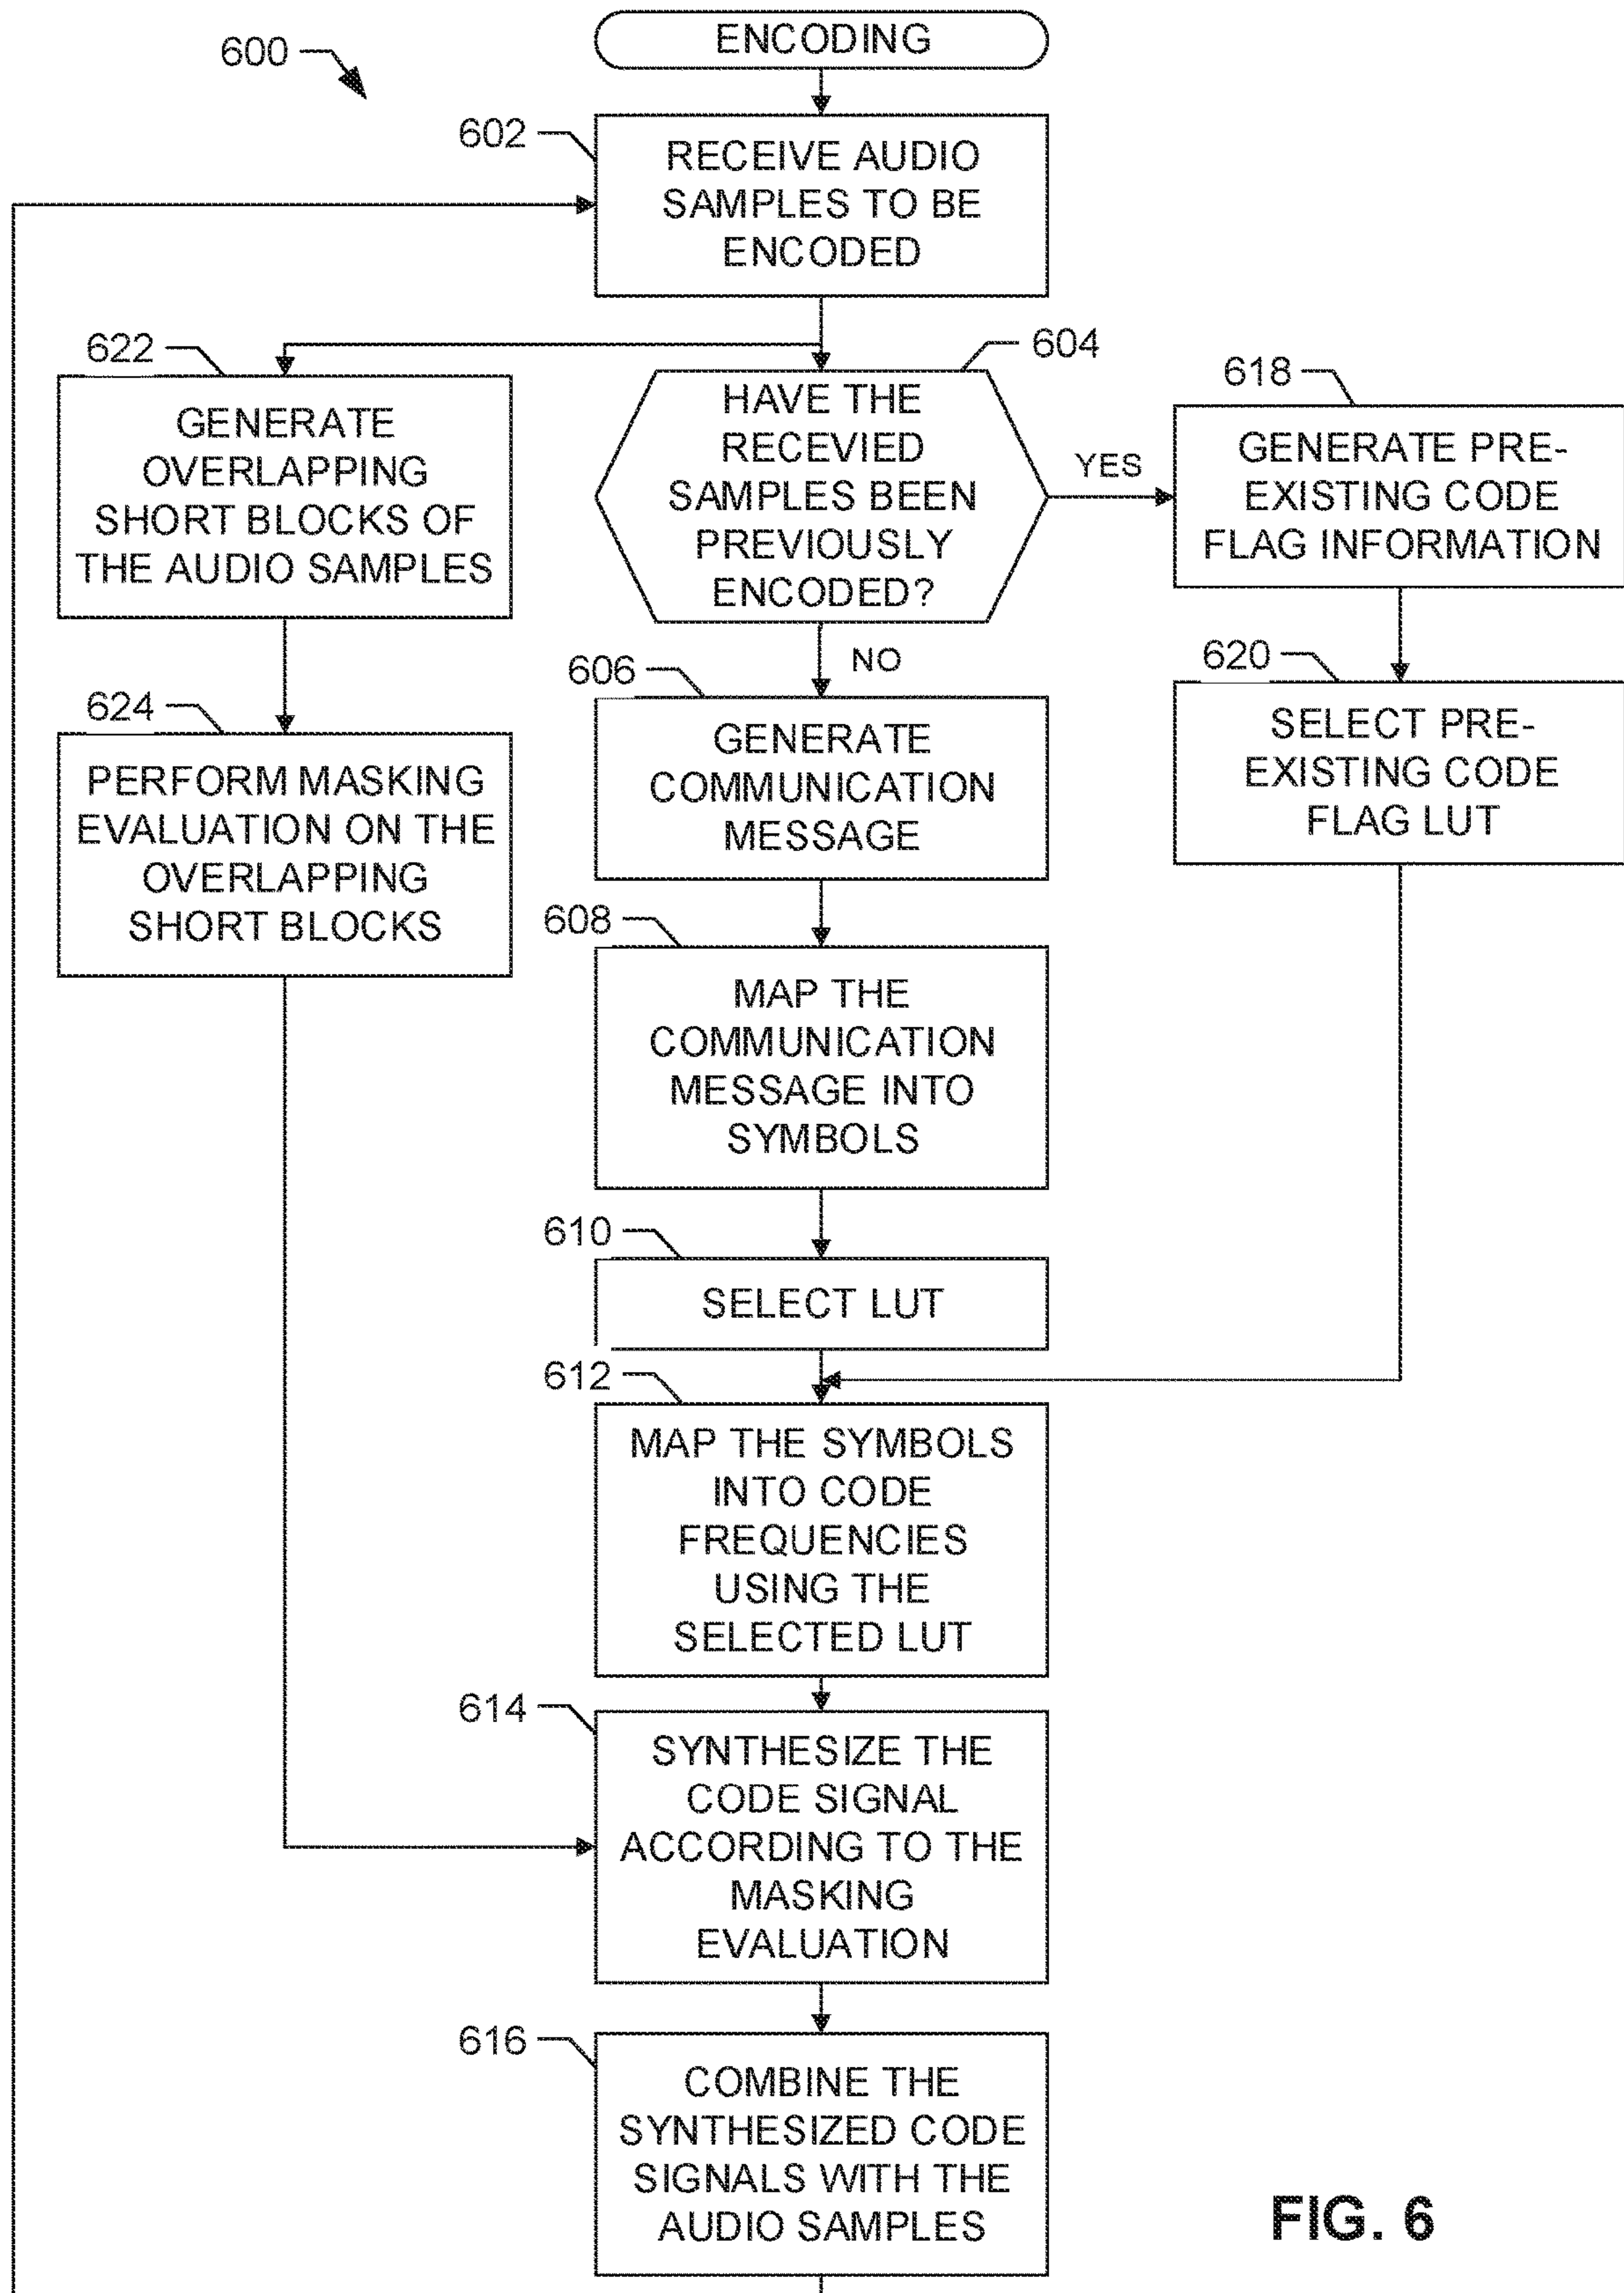 600
ENCODING
602
RECEIVE AUDIO
SAMPLES TO BE
ENCODED
622
GENERATE
OVERLAPPING
SHORT BLOCKS OF
THE AUDIO SAMPLES
624
PERFORM MASKING
EVALUATION ON THE
OVERLAPPING
SHORT BLOCKS
604
HAVE THE
RECEVIED
SAMPLES BEEN
PREVIOUSLY
ENCODED?
YES
NO
618
GENERATE PRE-
EXISTING CODE
FLAG INFORMATION
620
SELECT PRE-
EXISTING CODE
FLAG LUT
606
GENERATE
COMMUNICATION
MESSAGE
608
MAP THE
COMMUNICATION
MESSAGE INTO
SYMBOLS
610
SELECT LUT
612
MAP THE SYMBOLS
INTO CODE
FREQUENCIES
USING THE
SELECTED LUT
614
SYNTHESIZE THE
CODE SIGNAL
ACCORDING TO THE
MASKING
EVALUATION
616
COMBINE THE
SYNTHESIZED CODE
SIGNALS WITH THE
AUDIO SAMPLES
FIG. 6